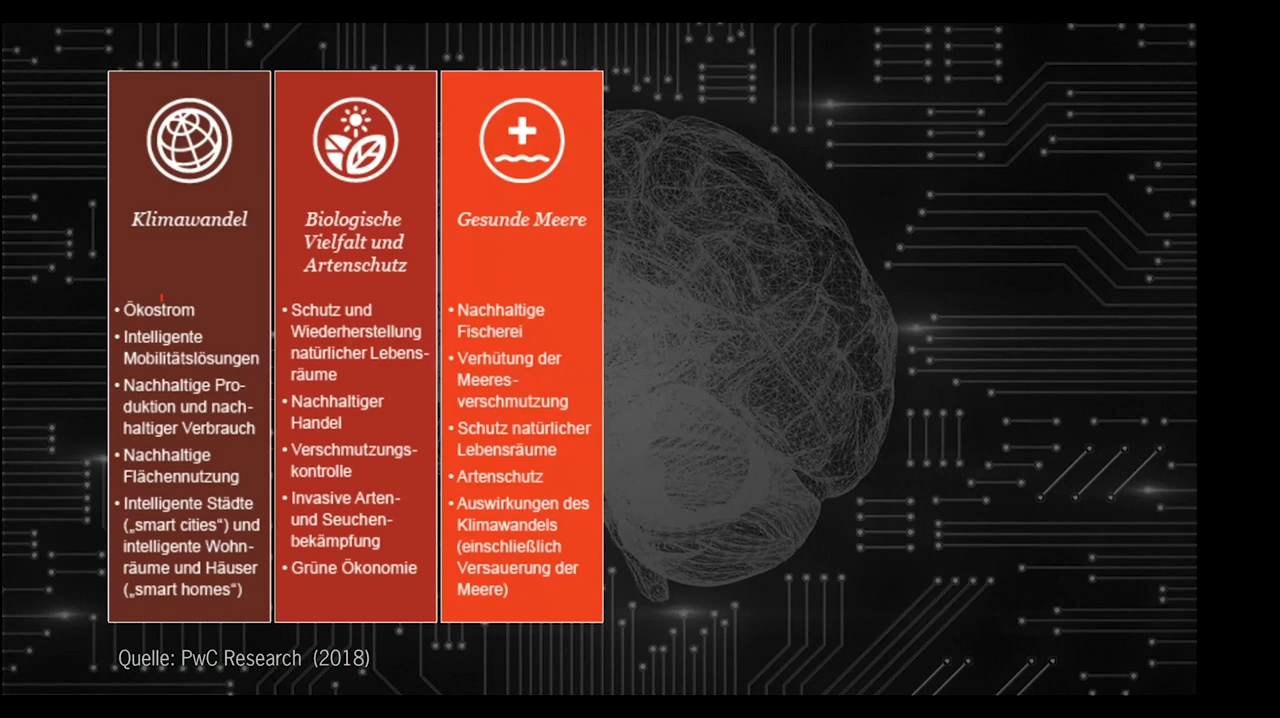 Klimawandel
• Ökostrom
• Intelligente
Mobilitätslösungen
• Nachhaltige Pro-
duktion und nach-
haltiger Verbrauch
• Nachhaltige
Flächennutzung
• Intelligente Städte
(„smart cities“) und
intelligente Wohn-
räume und Häuser
(„smart homes“)
Biologische
Vielfalt und
Artenschutz
• Schutz und
Wiederherstellung
natürlicher Lebens-
räume
• Nachhaltiger
Handel
• Verschmutzungs-
kontrolle
• Invasive Arten-
und Seuchen-
bekämpfung
• Grüne Ökonomie
Gesunde Meere
• Nachhaltige
Fischerei
• Verhütung der
Meeres-
verschmutzung
• Schutz natürlicher
Lebensräume
• Artenschutz
• Auswirkungen des
Klimawandels
(einschließlich
Versauerung der
Meere)
Quelle: PwC Research (2018)